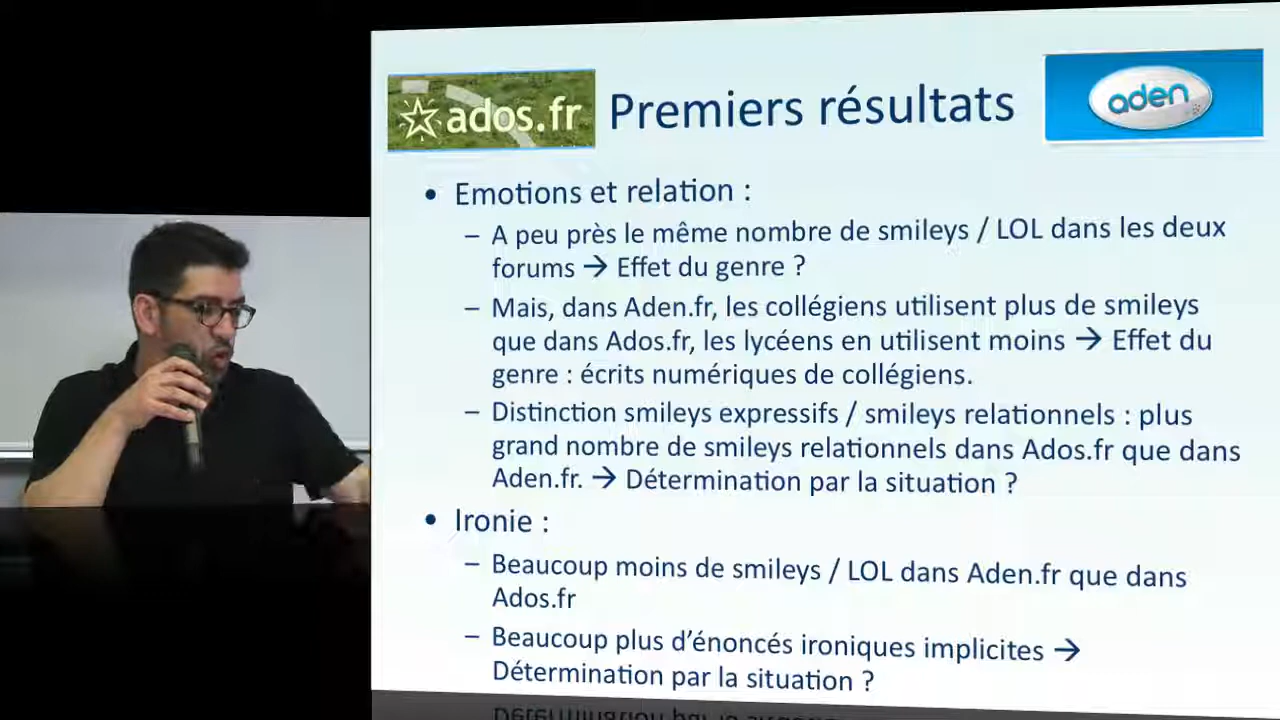 ados.fr
Premiers résultats
aden
• Emotions et relation :
– A peu près le même nombre de smileys / LOL dans les deux
forums → Effet du genre ?
– Mais, dans Aden.fr, les collégiens utilisent plus de smileys
que dans Ados.fr, les lycéens en utilisent moins → Effet du
genre : écrits numériques de collégiens.
– Distinction smileys expressifs / smileys relationnels : plus
grand nombre de smileys relationnels dans Ados.fr que dans
Aden.fr. → Détermination par la situation ?
• Ironie :
– Beaucoup moins de smileys / LOL dans Aden.fr que dans
Ados.fr
– Beaucoup plus d’énoncés ironiques implicites →
Détermination par la situation ?